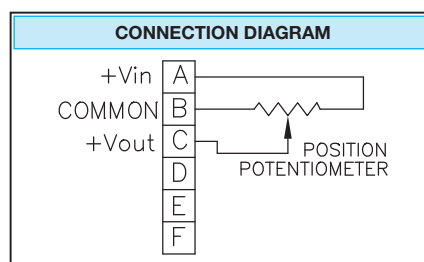 CONNECTION DIAGRAM
+Vin A
COMMON B
+Vout C
POSITION
POTENTIOMETER
D
E
F